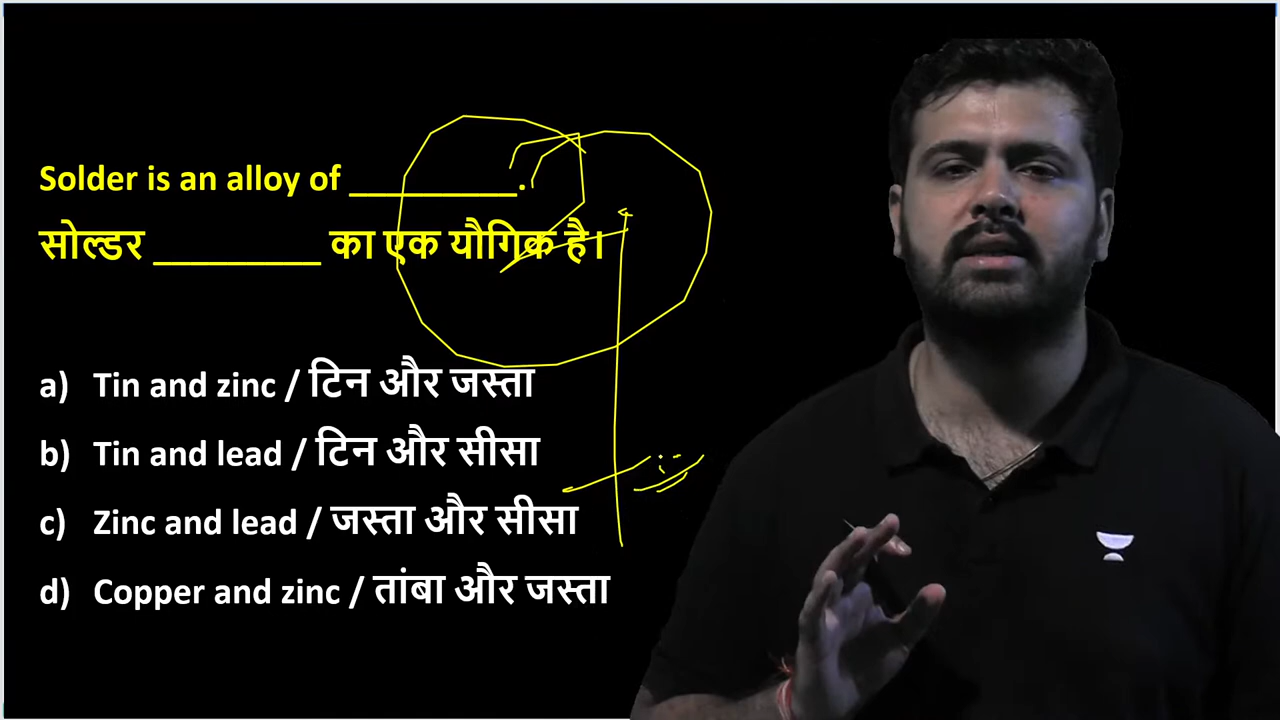 Solder is an alloy of __________.
सोल्डर __________ का एक यौगिक है।
a) Tin and zinc / टिन और जस्ता
b) Tin and lead / टिन और सीसा
c) Zinc and lead / जस्ता और सीसा
d) Copper and zinc / तांबा और जस्ता